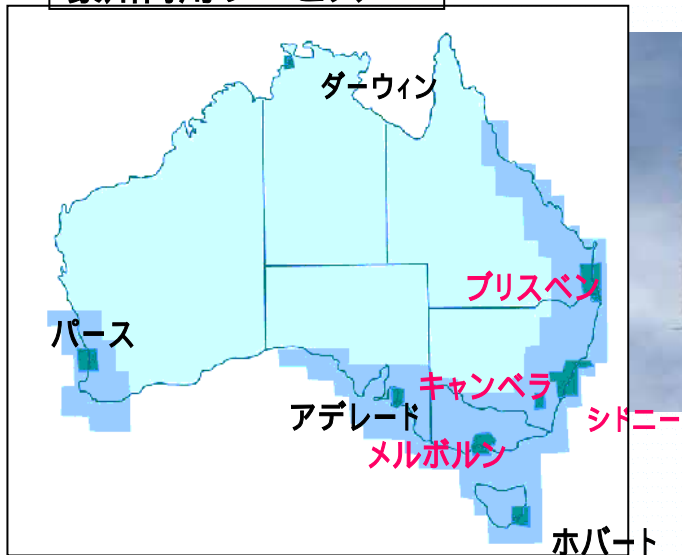 ダーウィン
ブリスベン
パース
キャンベラ
アデレード
シドニー
メルボルン
ホバート